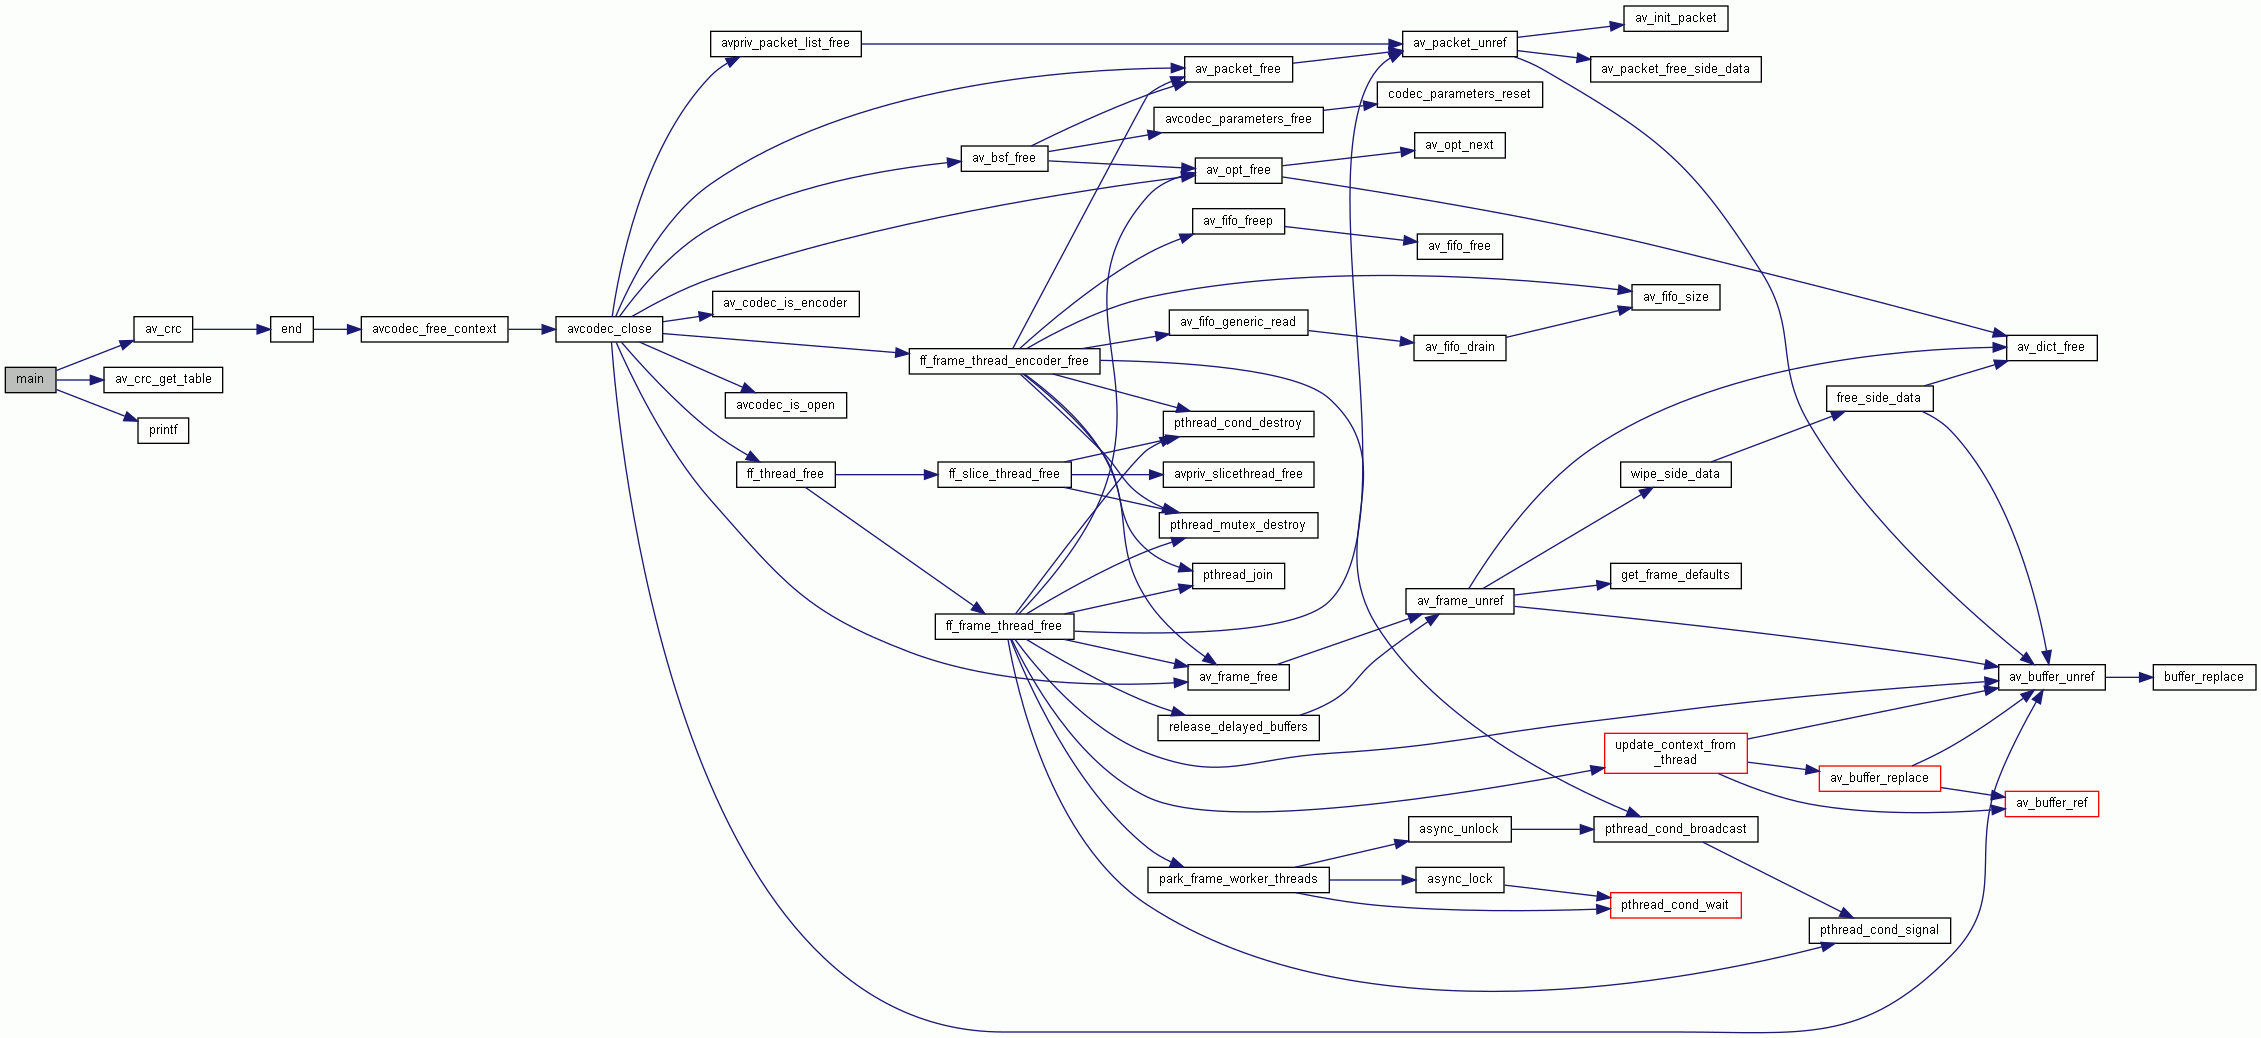 av_init_packet
avpriv_packet_list_free
av_packet_unref
av_packet_free
av_packet_free_side_data
codec_parameters_reset
avcodec_parameters_free
av_opt_next
av_bsf_free
av_opt_free
av_fifo_freep
av_fifo_free
av_fifo_size
av_codec_is_encoder
av_crc
end
avcodec_free_context
avcodec_close
av_fifo_generic_read
av_fifo_drain
av_dict_free
ff_frame_thread_encoder_free
main
av_crc_get_table
free_side_data
avcodec_is_open
pthread_cond_destroy
printf
ff_thread_free
ff_slice_thread_free
avpriv_slicethread_free
wipe_side_data
pthread_mutex_destroy
pthread_join
get_frame_defaults
av_frame_unref
ff_frame_thread_free
av_frame_free
av_buffer_unref
buffer_replace
release_delayed_buffers
update_context_from
_thread
av_buffer_replace
av_buffer_ref
async_unlock
pthread_cond_broadcast
park_frame_worker_threads
async_lock
pthread_cond_wait
pthread_cond_signal